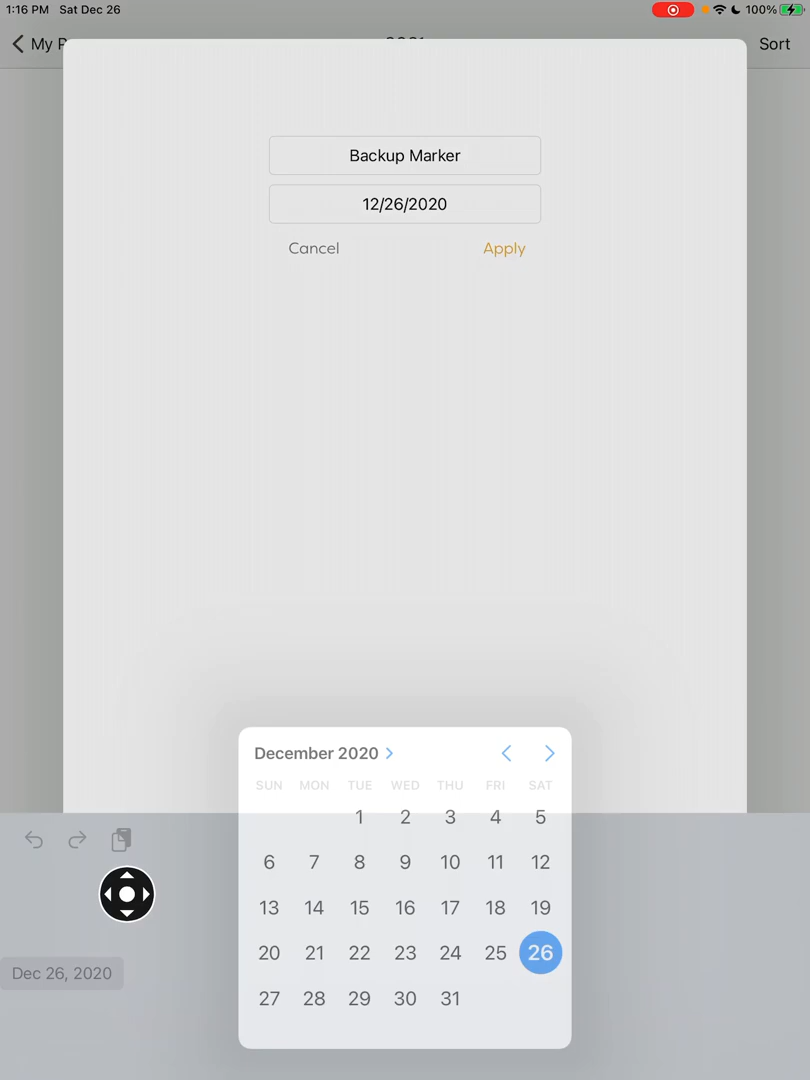 1:16 PM Sat Dec 26
100%
My P
Sort
Backup Marker
12/26/2020
Cancel
Apply
December 2020
SUN MON TUE WED THU FRI SAT
1 2 3 4 5
6 7 8 9 10 11 12
13 14 15 16 17 18 19
20 21 22 23 24 25 26
27 28 29 30 31
Dec 26, 2020